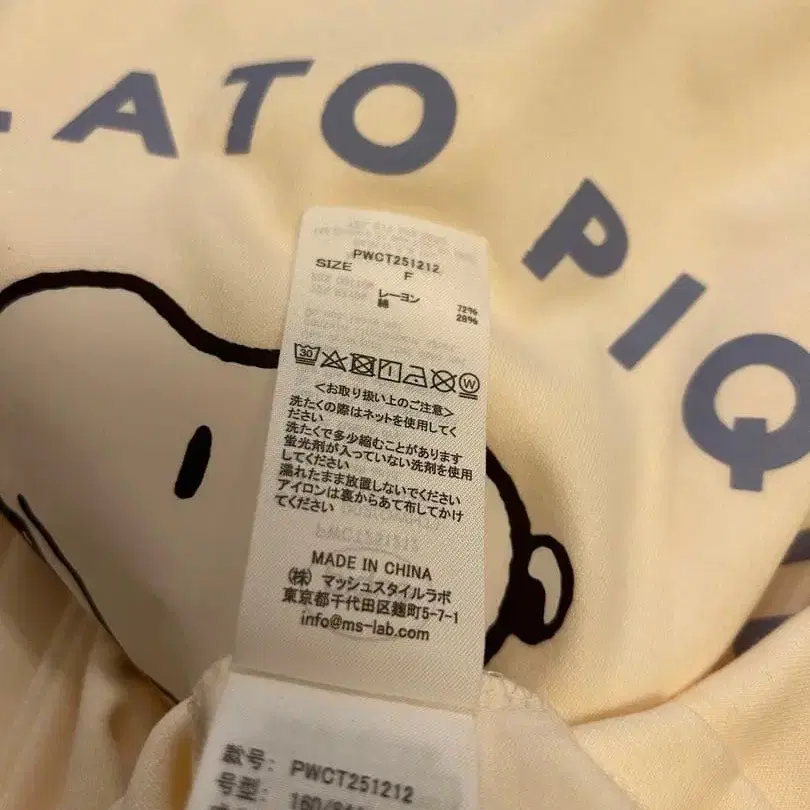 LATO PIQ
PWCT251212
SIZE F
レーヨン 72%
綿 28%
30
W
<お取り扱い上のご注意>
洗たくの際はネットを使用してく
ださい
洗たくで多少縮むことがあります
蛍光剤が入っていない洗剤を使用
してください
濡れたまま放置しないでください
アイロンは裏からあて布してかけ
てください
MADE IN CHINA
(株) マッシュスタイルラボ
東京都千代田区麹町5-7-1
info@ms-lab.com
款号: PWCT251212
号型: 160/84